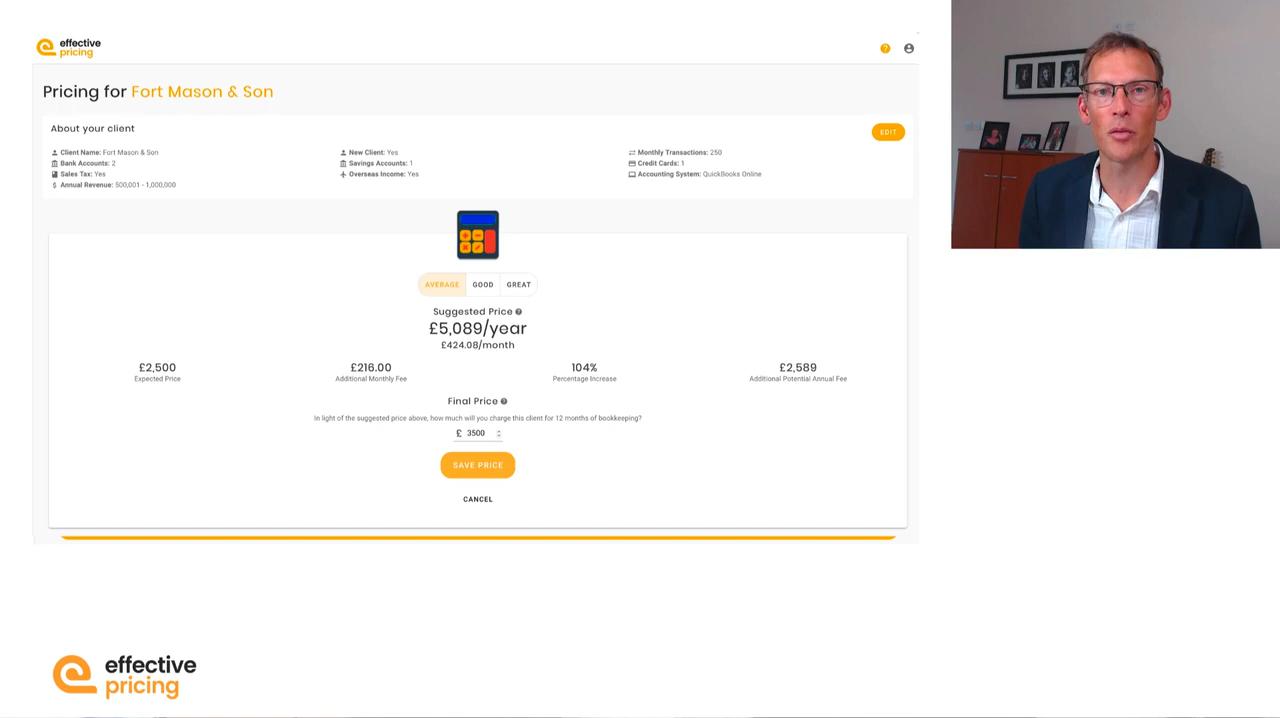 effective
pricing
Pricing for Fort Mason & Son
About your client
EDIT
Client Name: Fort Mason & Son
New Client: Yes
Monthly Transactions: 250
Bank Accounts: 2
Savings Accounts: 1
Credit Cards: 1
Sales Tax: Yes
Overseas Income: Yes
Accounting System: QuickBooks Online
Annual Revenue: 500,001 - 1,000,000
AVERAGE GOOD GREAT
Suggested Price
£5,089/year
£424.08/month
£2,500
Expected Price
£216.00
Additional Monthly Fee
104%
Percentage Increase
£2,589
Additional Potential Annual Fee
Final Price
In light of the suggested price above, how much will you charge this client for 12 months of bookkeeping?
£ 3500
SAVE PRICE
CANCEL
effective
pricing